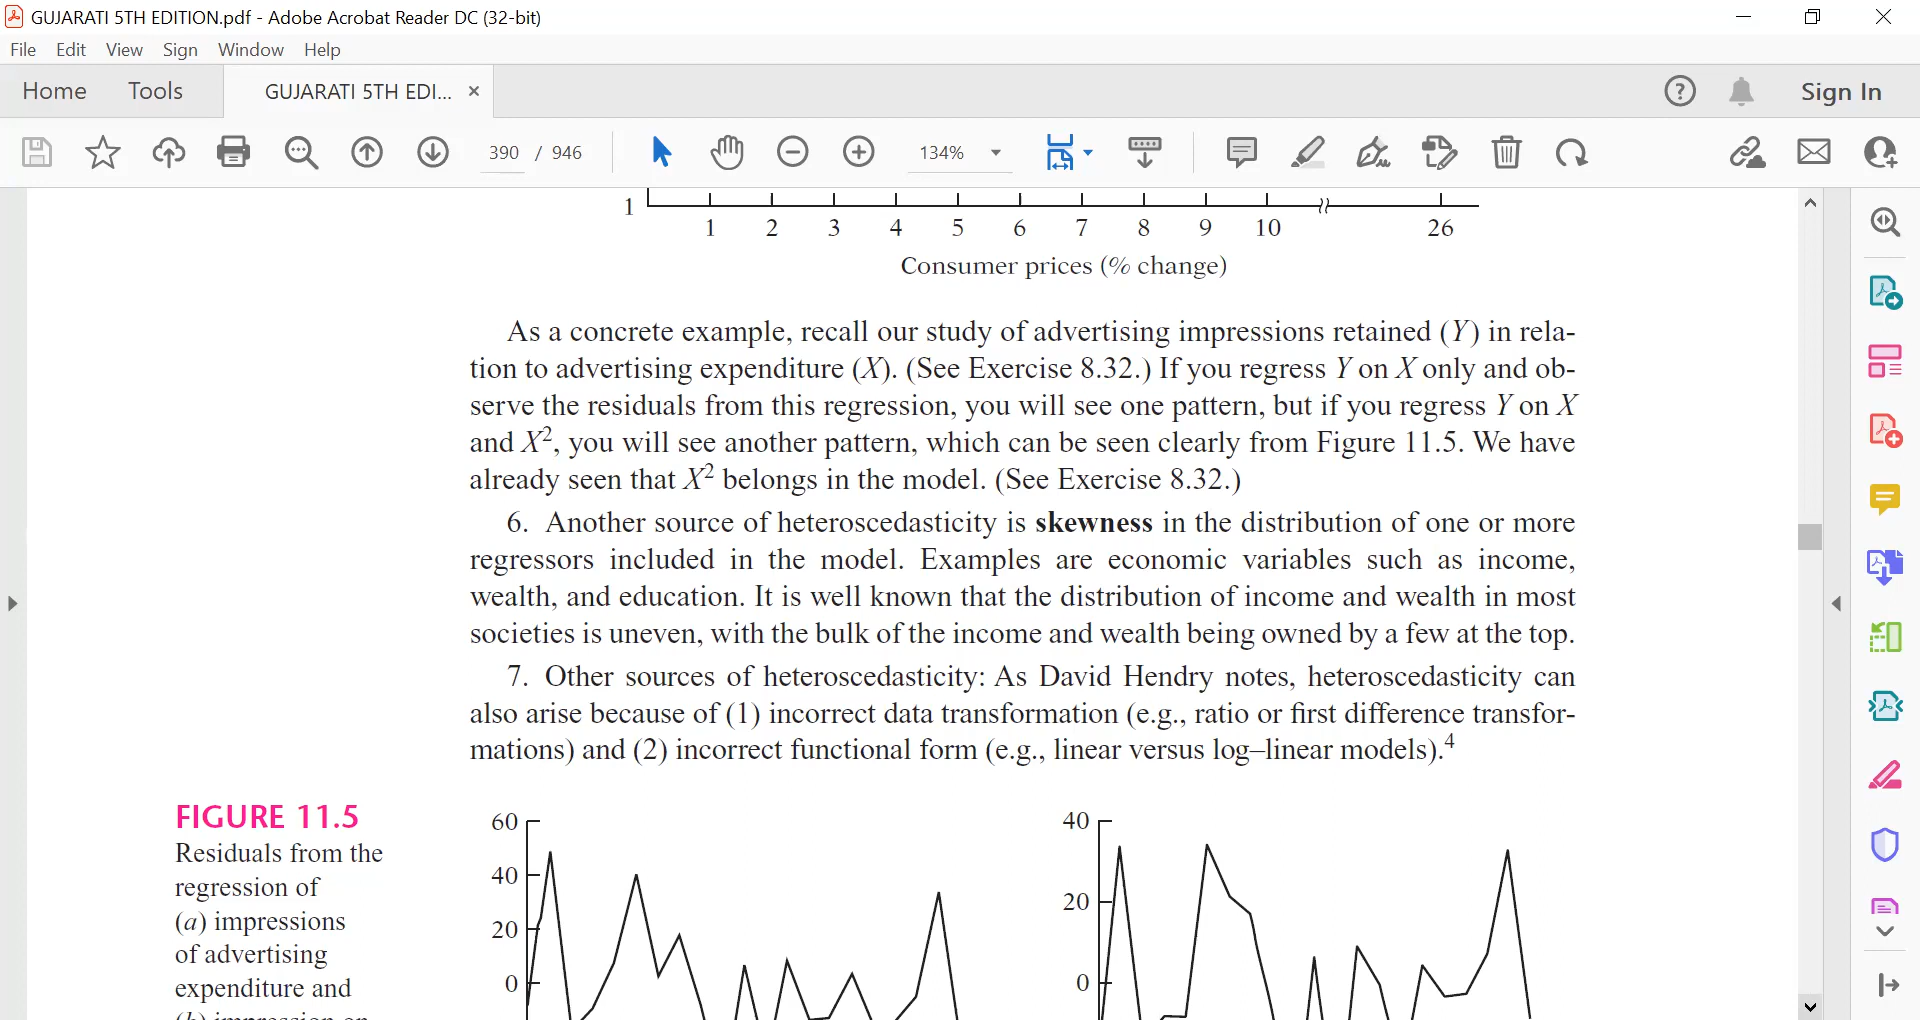 GUJARATI 5TH EDITION.pdf - Adobe Acrobat Reader DC (32-bit)
File Edit View Sign Window Help
Home Tools GUJARATI 5TH EDI... × Sign In
390 / 946 134%
1
1 2 3 4 5 6 7 8 9 10 26
Consumer prices (% change)
As a concrete example, recall our study of advertising impressions retained (Y) in rela-
tion to advertising expenditure (X). (See Exercise 8.32.) If you regress Y on X only and ob-
serve the residuals from this regression, you will see one pattern, but if you regress Y on X
and X², you will see another pattern, which can be seen clearly from Figure 11.5. We have
already seen that X² belongs in the model. (See Exercise 8.32.)
6. Another source of heteroscedasticity is skewness in the distribution of one or more
regressors included in the model. Examples are economic variables such as income,
wealth, and education. It is well known that the distribution of income and wealth in most
societies is uneven, with the bulk of the income and wealth being owned by a few at the top.
7. Other sources of heteroscedasticity: As David Hendry notes, heteroscedasticity can
also arise because of (1) incorrect data transformation (e.g., ratio or first difference transfor-
mations) and (2) incorrect functional form (e.g., linear versus log–linear models).⁴
FIGURE 11.5
Residuals from the
regression of
(a) impressions
of advertising
expenditure and
60
40
20
0
40
20
0